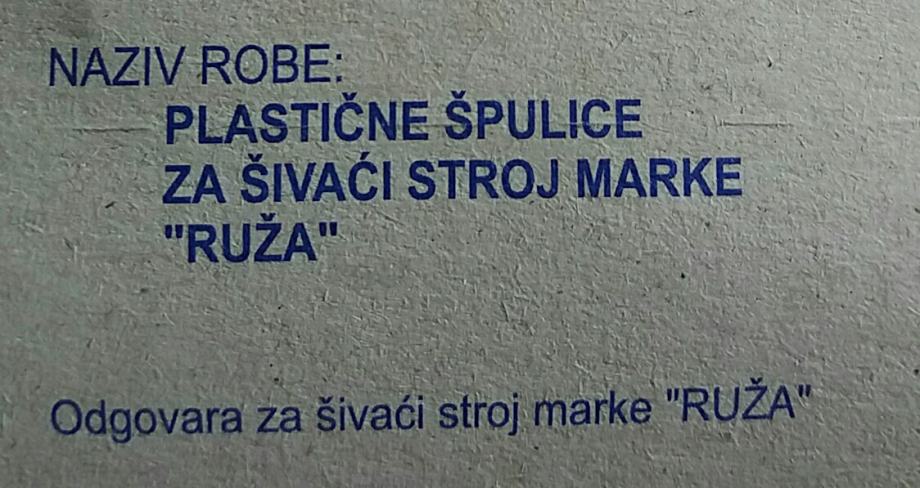 NAZIV ROBE:
PLASTIČNE ŠPULICE
ZA ŠIVAĆI STROJ MARKE
"RUŽA"
Odgovara za šivaći stroj marke "RUŽA"